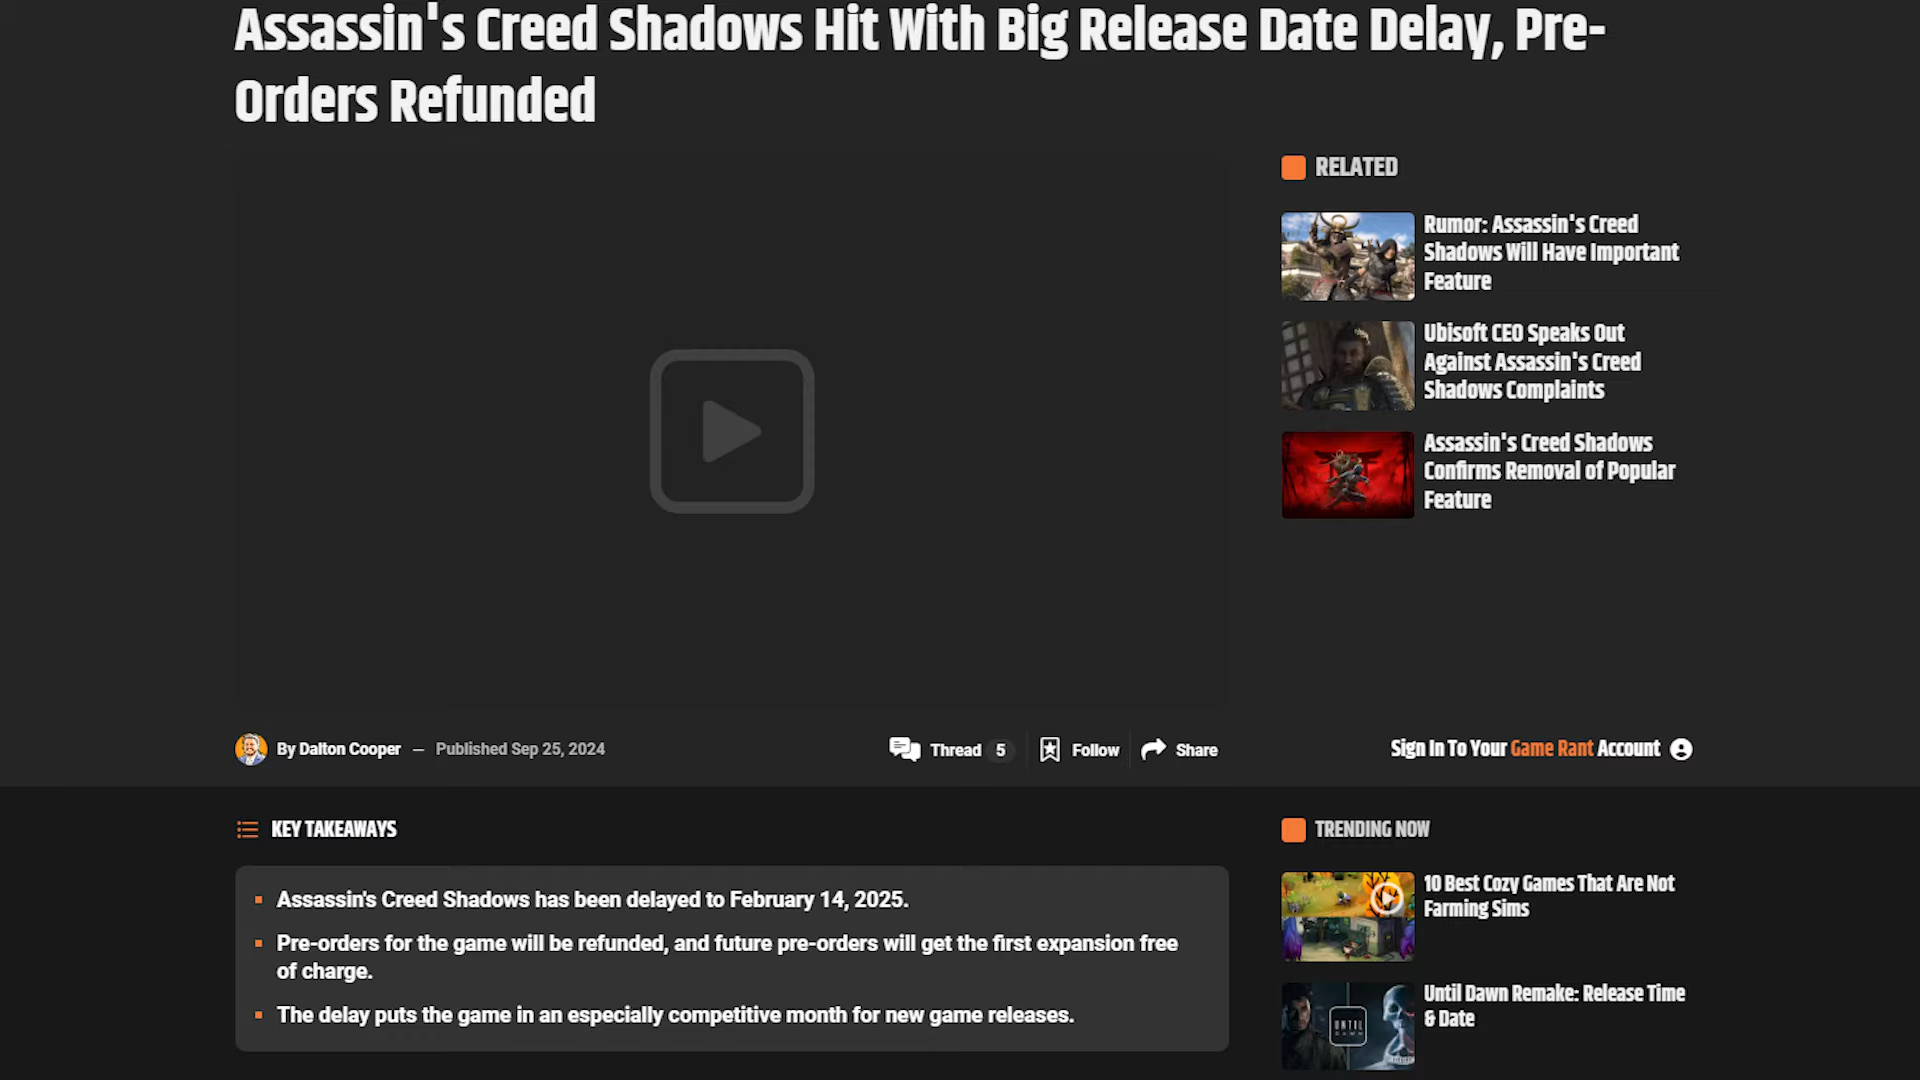 Assassin's Creed Shadows Hit With Big Release Date Delay, Pre-
Orders Refunded
RELATED
Rumor: Assassin's Creed
Shadows Will Have Important
Feature
Ubisoft CEO Speaks Out
Against Assassin's Creed
Shadows Complaints
Assassin's Creed Shadows
Confirms Removal of Popular
Feature
By Dalton Cooper — Published Sep 25, 2024
Thread 5
Follow
Share
Sign In To Your Game Rant Account
KEY TAKEAWAYS
Assassin's Creed Shadows has been delayed to February 14, 2025.
Pre-orders for the game will be refunded, and future pre-orders will get the first expansion free
of charge.
The delay puts the game in an especially competitive month for new game releases.
TRENDING NOW
10 Best Cozy Games That Are Not
Farming Sims
UNTIL
DAWN
Until Dawn Remake: Release Time
& Date